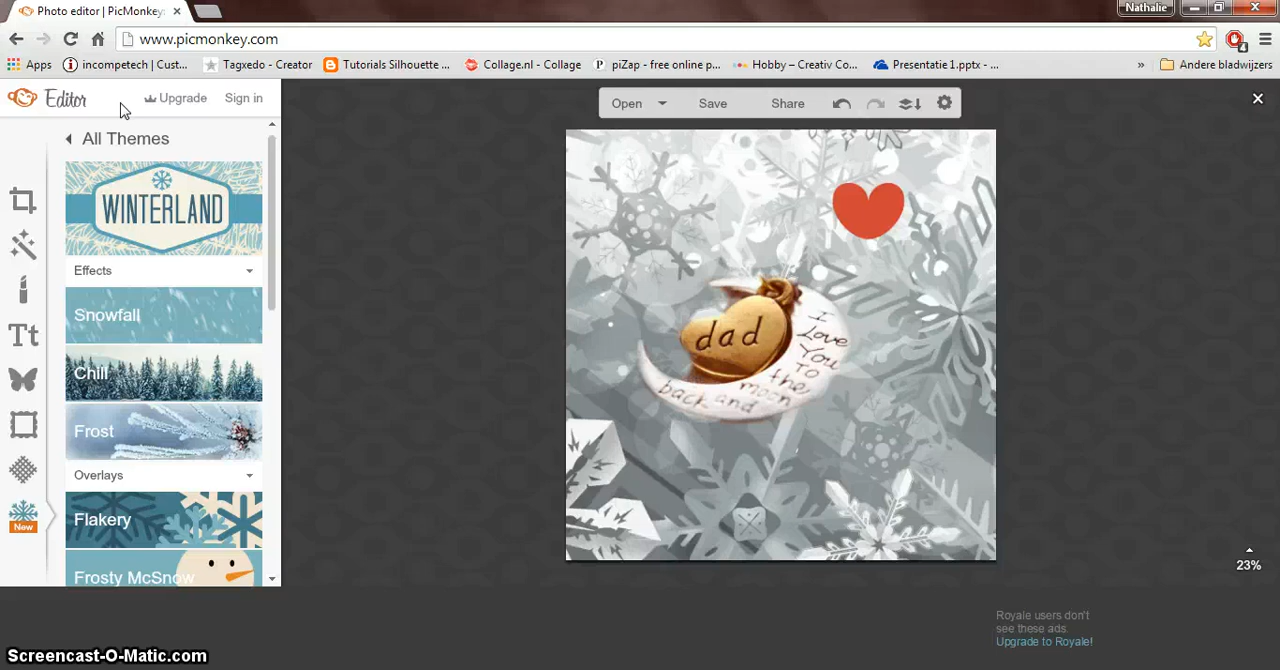 Photo editor | PicMonkey:
Nathalie
www.picmonkey.com
4
Apps
incompetech | Cust...
Tagxedo - Creator
Tutorials Silhouette ...
Collage.nl - Collage
piZap - free online p...
Hobby – Creativ Co...
Presentatie 1.pptx - ...
»
Andere bladwijzers
Editor
Upgrade
Sign in
Open
Save
Share
All Themes
WINTERLAND
Effects
Snowfall
Chill
Frost
Overlays
Flakery
Frosty McSnow
Tt
New
dad
I
Love
You
To
the
moon
back and
23%
Royale users don't
see these ads.
Upgrade to Royale!
Screencast-O-Matic.com